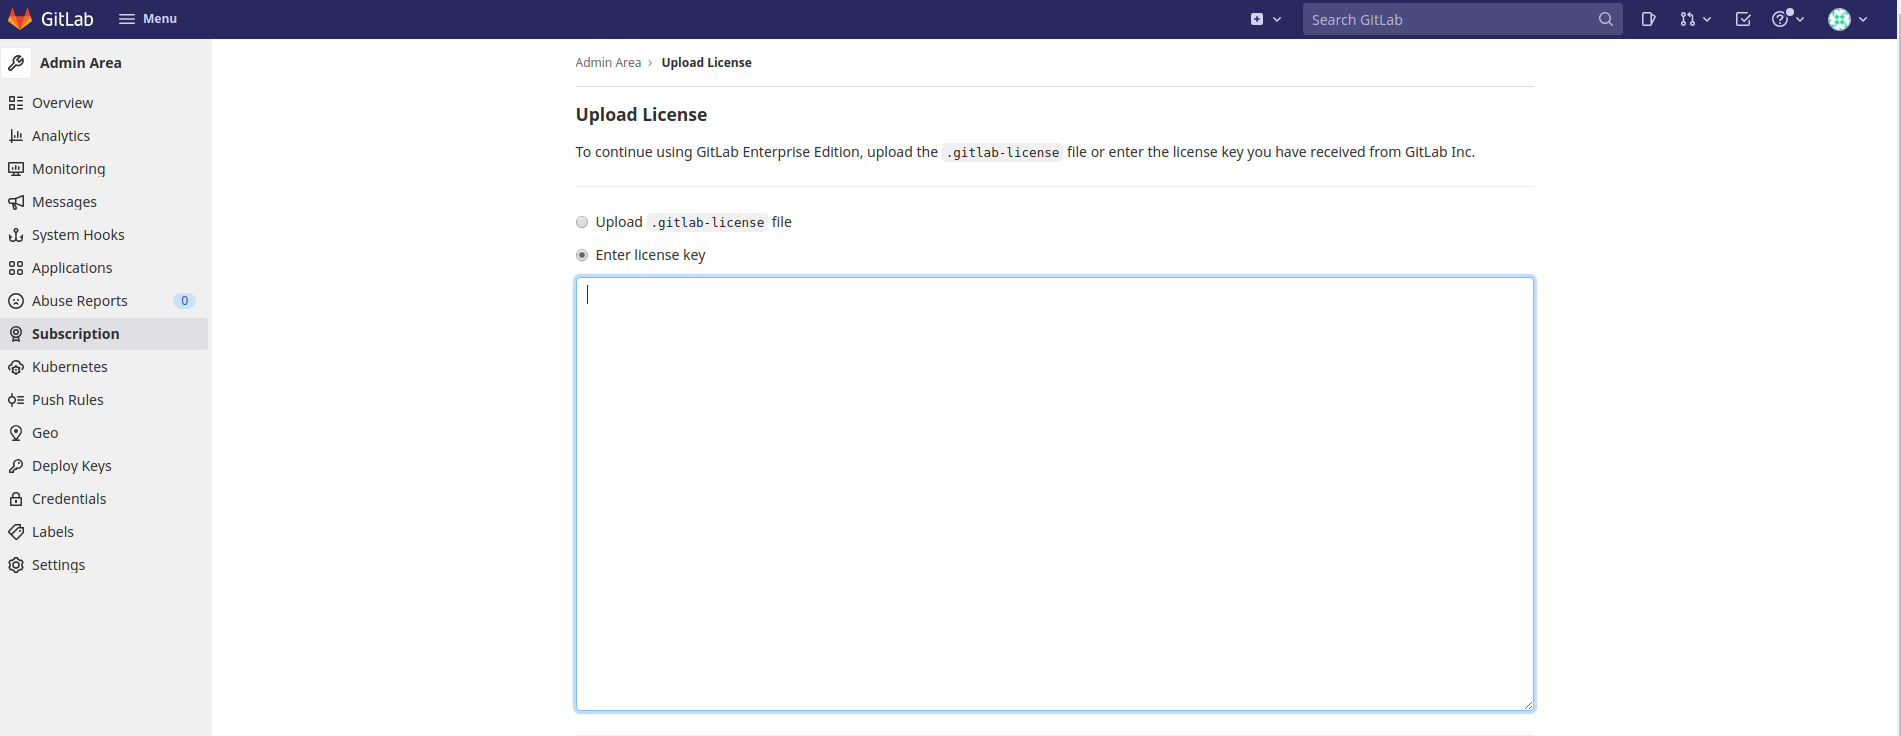 GitLab
Menu
Search GitLab
Admin Area
Overview
Analytics
Monitoring
Messages
System Hooks
Applications
Abuse Reports 0
Subscription
Kubernetes
Push Rules
Geo
Deploy Keys
Credentials
Labels
Settings
Admin Area › Upload License
Upload License
To continue using GitLab Enterprise Edition, upload the .gitlab-license file or enter the license key you have received from GitLab Inc.
Upload .gitlab-license file
Enter license key